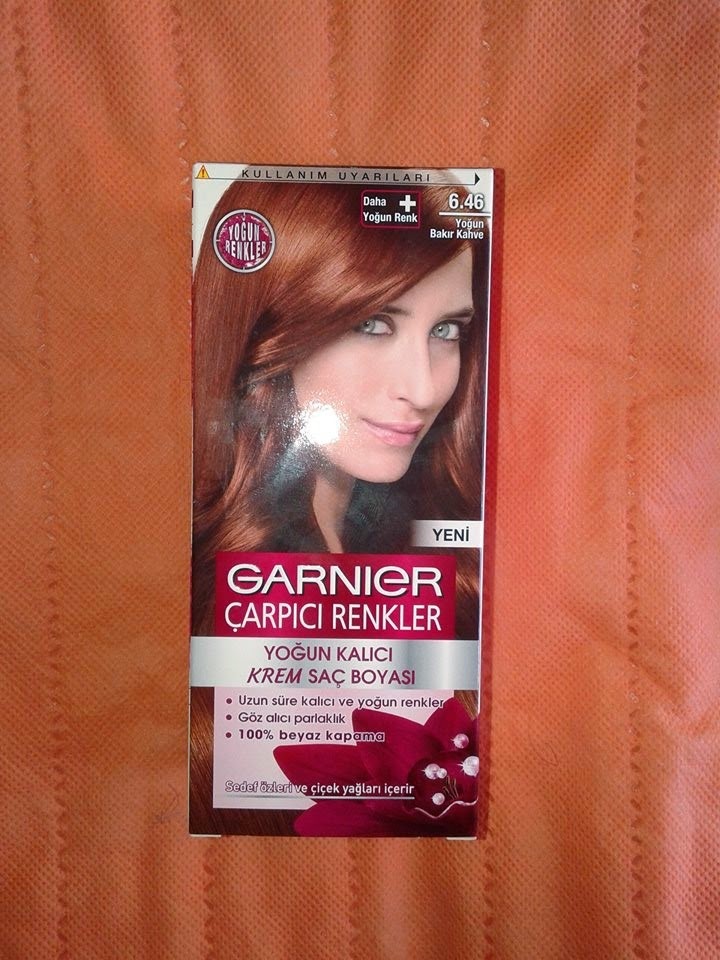 KULLANIM UYARILARI
Daha
Yoğun Renk
6.46
Yoğun
Bakır Kahve
YOĞUN
RENKLER
YENİ
GARNIER
ÇARPICI RENKLER
YOĞUN KALICI
KREM SAÇ BOYASI
• Uzun süre kalıcı ve yoğun renkler
• Göz alıcı parlaklık
• 100% beyaz kapama
Sedef özleri ve çiçek yağları içerir